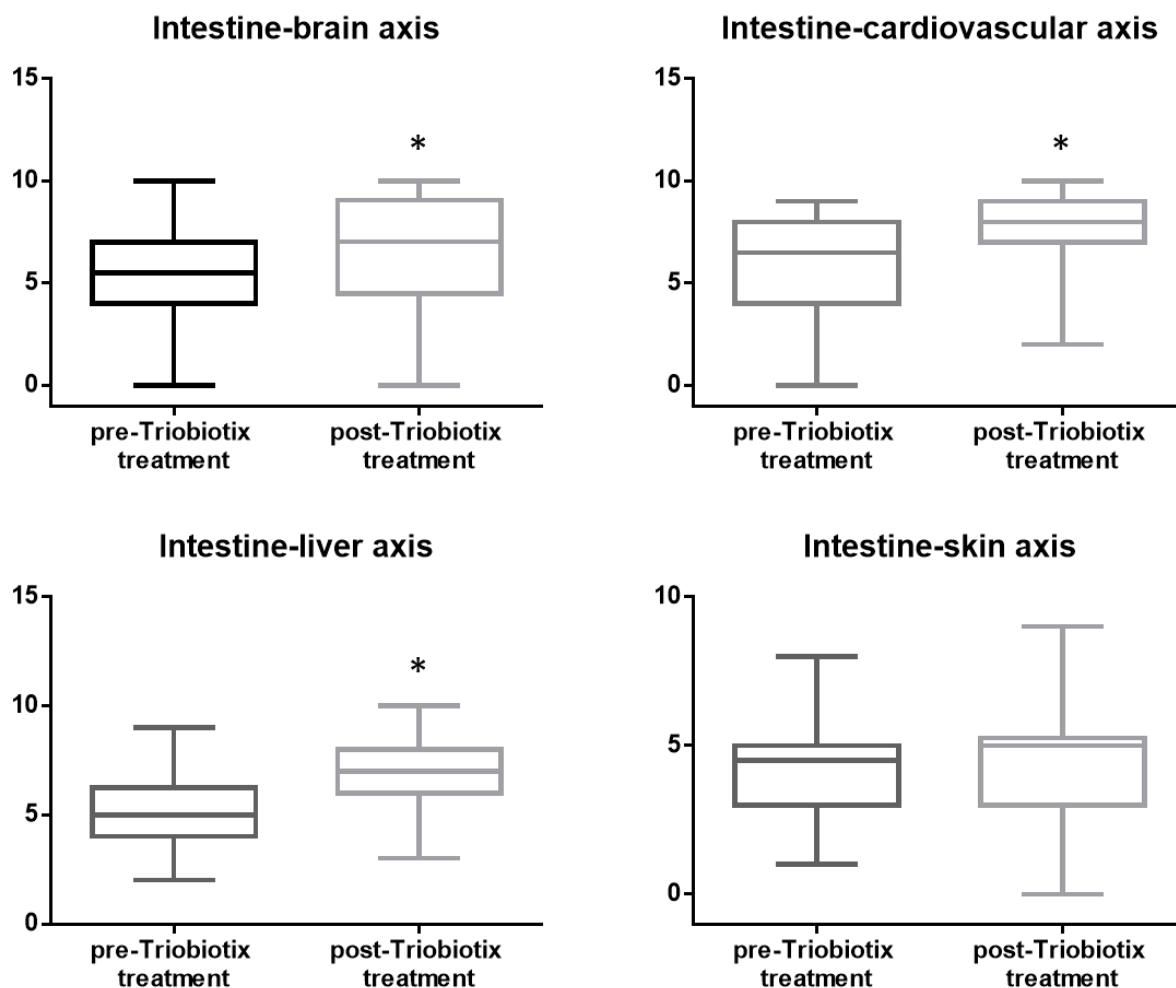 Intestine-brain axis
15
*
10
5
0
pre-Triobiotix
treatment
post-Triobiotix
treatment
Intestine-cardiovascular axis
15
*
10
5
0
pre-Triobiotix
treatment
post-Triobiotix
treatment
Intestine-liver axis
15
*
10
5
0
pre-Triobiotix
treatment
post-Triobiotix
treatment
Intestine-skin axis
10
5
0
pre-Triobiotix
treatment
post-Triobiotix
treatment